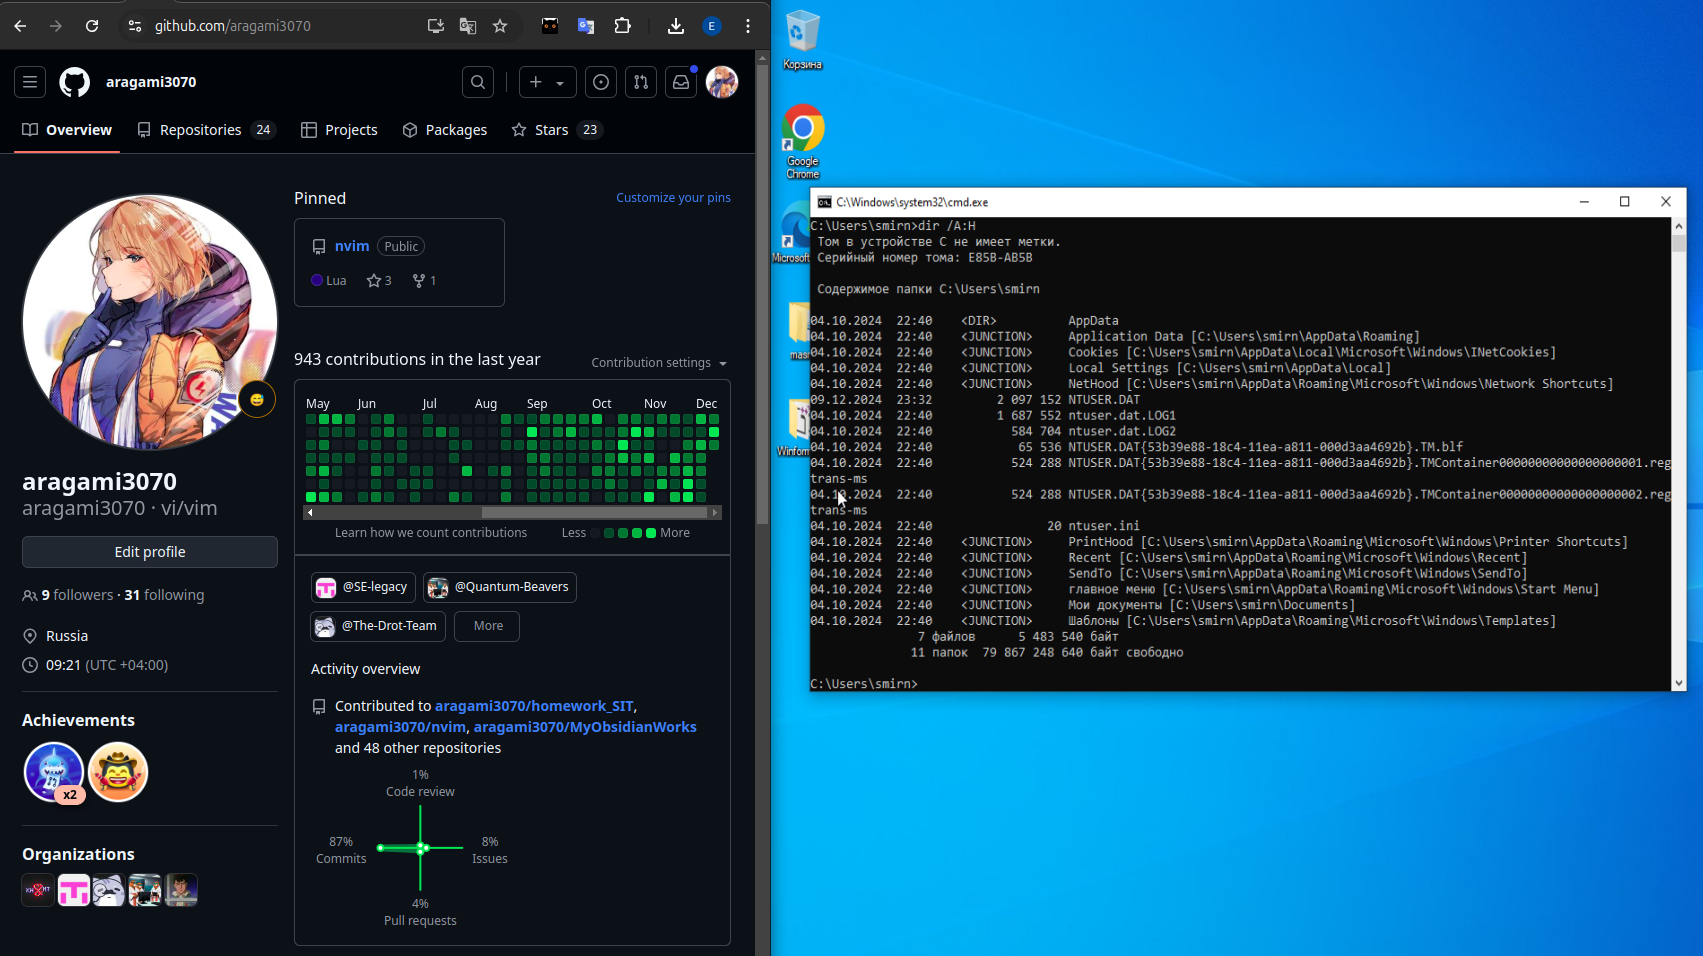 github.com/aragami3070
E
aragami3070
Overview
Repositories 24
Projects
Packages
Stars 23
Pinned
Customize your pins
nvim Public
Lua 3 1
943 contributions in the last year
Contribution settings
May Jun Jul Aug Sep Oct Nov Dec
Learn how we count contributions
Less More
aragami3070
aragami3070 · vi/vim
Edit profile
9 followers · 31 following
Russia
09:21 (UTC +04:00)
Achievements
x2
Organizations
@SE-legacy
@Quantum-Beavers
@The-Drot-Team
More
Activity overview
Contributed to aragami3070/homework_SIT,
aragami3070/nvim, aragami3070/MyObsidianWorks
and 48 other repositories
1%
Code review
87%
Commits
8%
Issues
4%
Pull requests
Корзина
Google
Chrome
Microsoft
C:\Windows\system32\cmd.exe
C:\Users\smirn>dir /A:H
Том в устройстве C не имеет метки.
Серийный номер тома: E85B-AB5B
Содержимое папки C:\Users\smirn
04.10.2024 22:40 <DIR> AppData
04.10.2024 22:40 <JUNCTION> Application Data [C:\Users\smirn\AppData\Roaming]
04.10.2024 22:40 <JUNCTION> Cookies [C:\Users\smirn\AppData\Local\Microsoft\Windows\INetCookies]
04.10.2024 22:40 <JUNCTION> Local Settings [C:\Users\smirn\AppData\Local]
04.10.2024 22:40 <JUNCTION> NetHood [C:\Users\smirn\AppData\Roaming\Microsoft\Windows\Network Shortcuts]
09.12.2024 23:32 2 097 152 NTUSER.DAT
04.10.2024 22:40 1 687 552 ntuser.dat.LOG1
04.10.2024 22:40 584 704 ntuser.dat.LOG2
04.10.2024 22:40 65 536 NTUSER.DAT{53b39e88-18c4-11ea-a811-000d3aa4692b}.TM.blf
04.10.2024 22:40 524 288 NTUSER.DAT{53b39e88-18c4-11ea-a811-000d3aa4692b}.TMContainer00000000000000000001.reg
trans-ms
04.10.2024 22:40 524 288 NTUSER.DAT{53b39e88-18c4-11ea-a811-000d3aa4692b}.TMContainer00000000000000000002.reg
trans-ms
04.10.2024 22:40 20 ntuser.ini
04.10.2024 22:40 <JUNCTION> PrintHood [C:\Users\smirn\AppData\Roaming\Microsoft\Windows\Printer Shortcuts]
04.10.2024 22:40 <JUNCTION> Recent [C:\Users\smirn\AppData\Roaming\Microsoft\Windows\Recent]
04.10.2024 22:40 <JUNCTION> SendTo [C:\Users\smirn\AppData\Roaming\Microsoft\Windows\SendTo]
04.10.2024 22:40 <JUNCTION> главное меню [C:\Users\smirn\AppData\Roaming\Microsoft\Windows\Start Menu]
04.10.2024 22:40 <JUNCTION> Мои документы [C:\Users\smirn\Documents]
04.10.2024 22:40 <JUNCTION> Шаблоны [C:\Users\smirn\AppData\Roaming\Microsoft\Windows\Templates]
7 файлов 5 483 540 байт
11 папок 79 867 248 640 байт свободно
C:\Users\smirn>